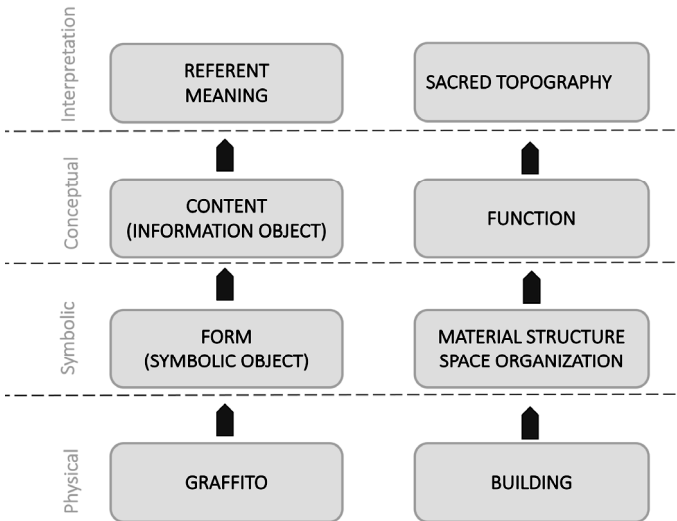 Interpretation
REFERENT
MEANING
SACRED TOPOGRAPHY
Conceptual
CONTENT
(INFORMATION OBJECT)
FUNCTION
Symbolic
FORM
(SYMBOLIC OBJECT)
MATERIAL STRUCTURE
SPACE ORGANIZATION
Physical
GRAFFITO
BUILDING